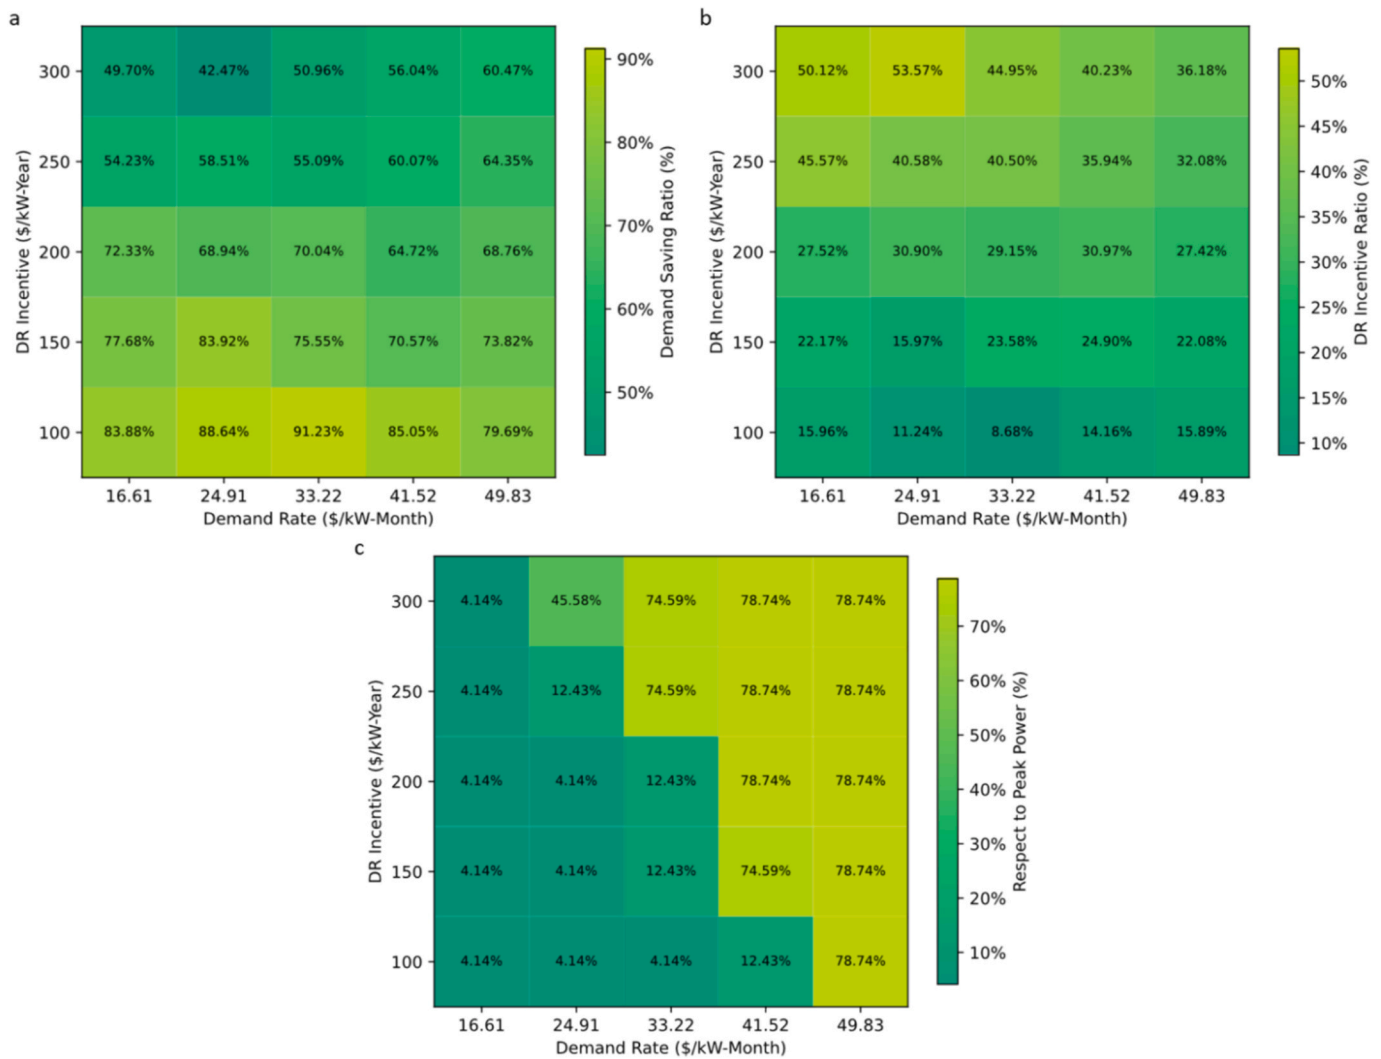 a
DR Incentive ($/kW-Year)
300 49.70% 42.47% 50.96% 56.04% 60.47%
250 54.23% 58.51% 55.09% 60.07% 64.35%
200 72.33% 68.94% 70.04% 64.72% 68.76%
150 77.68% 83.92% 75.55% 70.57% 73.82%
100 83.88% 88.64% 91.23% 85.05% 79.69%
16.61 24.91 33.22 41.52 49.83
Demand Rate ($/kW-Month)
90%
80%
70%
60%
50%
Demand Saving Ratio (%)
b
DR Incentive ($/kW-Year)
300 50.12% 53.57% 44.95% 40.23% 36.18%
250 45.57% 40.58% 40.50% 35.94% 32.08%
200 27.52% 30.90% 29.15% 30.97% 27.42%
150 22.17% 15.97% 23.58% 24.90% 22.08%
100 15.96% 11.24% 8.68% 14.16% 15.89%
16.61 24.91 33.22 41.52 49.83
Demand Rate ($/kW-Month)
50%
45%
40%
35%
30%
25%
20%
15%
10%
DR Incentive Ratio (%)
c
DR Incentive ($/kW-Year)
300 4.14% 45.58% 74.59% 78.74% 78.74%
250 4.14% 12.43% 74.59% 78.74% 78.74%
200 4.14% 4.14% 12.43% 78.74% 78.74%
150 4.14% 4.14% 12.43% 74.59% 78.74%
100 4.14% 4.14% 4.14% 12.43% 78.74%
16.61 24.91 33.22 41.52 49.83
Demand Rate ($/kW-Month)
70%
60%
50%
40%
30%
20%
10%
Respect to Peak Power (%)